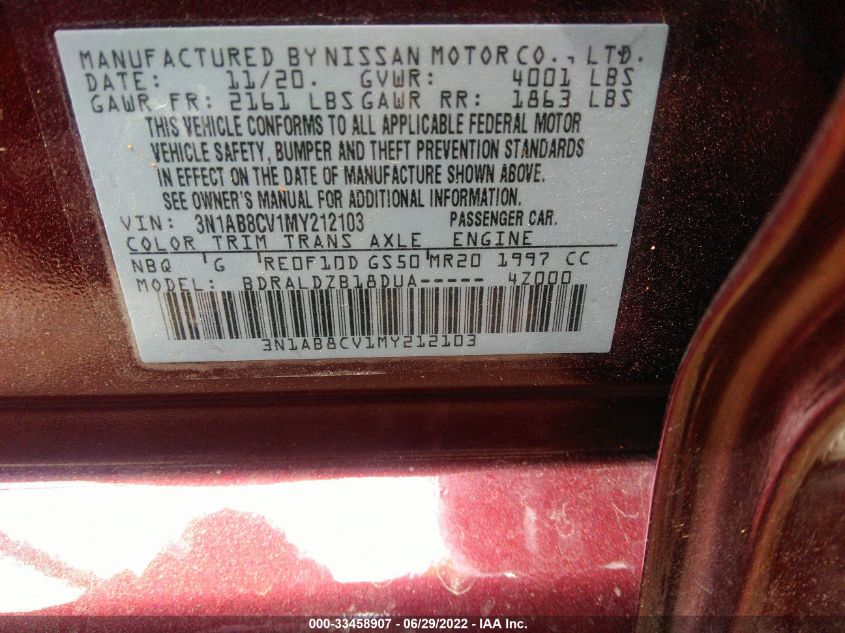 MANUFACTURED BY NISSAN MOTOR CO., LTD.
DATE: 11/20. GVWR: 4001 LBS
GAWR FR: 2161 LBS GAWR RR: 1863 LBS
THIS VEHICLE CONFORMS TO ALL APPLICABLE FEDERAL MOTOR
VEHICLE SAFETY, BUMPER AND THEFT PREVENTION STANDARDS
IN EFFECT ON THE DATE OF MANUFACTURE SHOWN ABOVE.
SEE OWNER'S MANUAL FOR ADDITIONAL INFORMATION.
VIN: 3N1AB8CV1MY212103 PASSENGER CAR.
COLOR TRIM TRANS AXLE ENGINE
NBQ G RE0F10D GS50 MR20 1997 CC
MODEL: BDRALDZB18DUA----- 4Z000
3N1AB8CV1MY212103
000-33458907 - 06/29/2022 - IAA Inc.